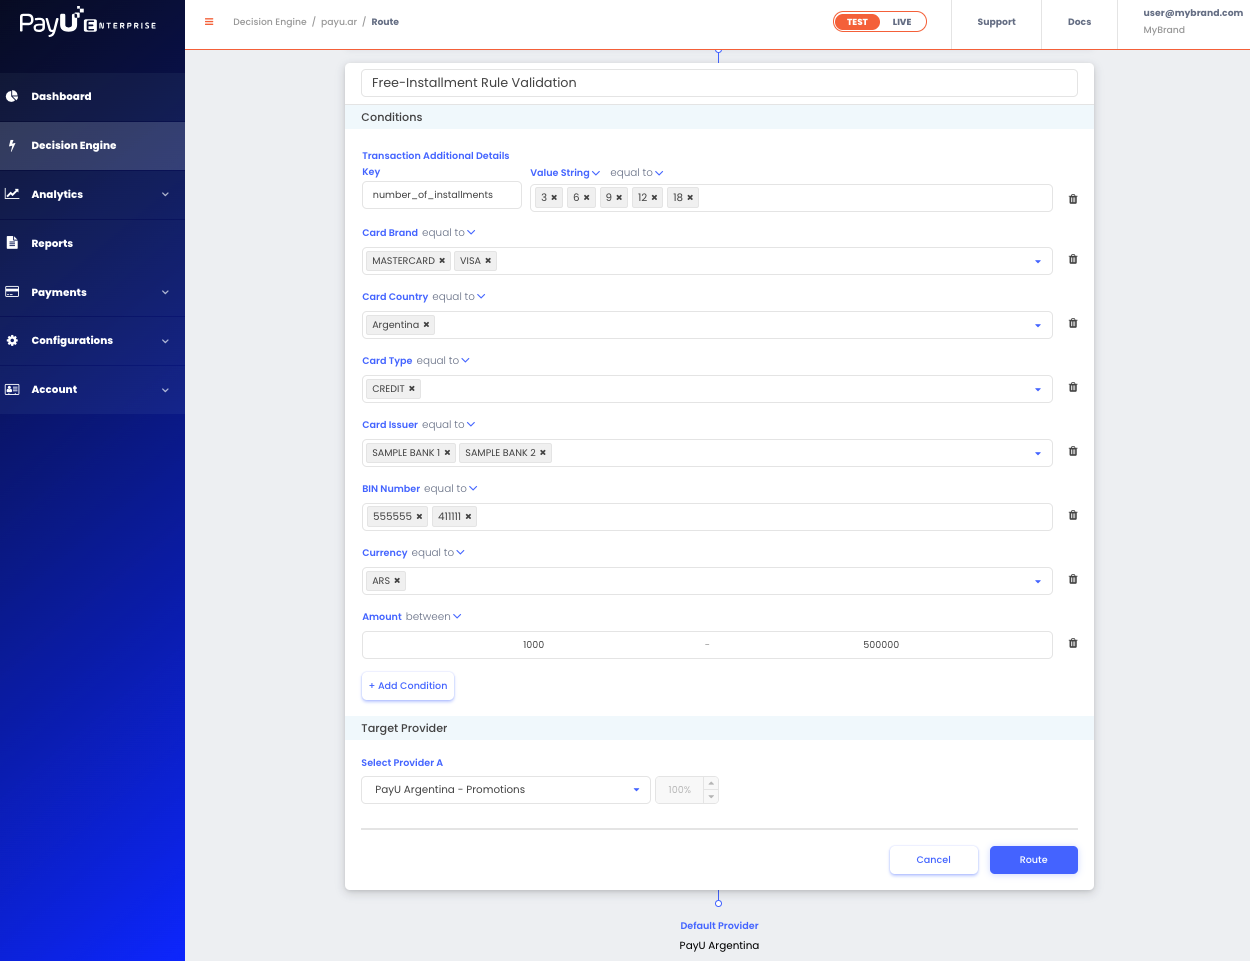 PayU ENTERPRISE
Decision Engine / payu.ar / Route
TEST LIVE
Support
Docs
user@mybrand.com
MyBrand
Dashboard
Decision Engine
Analytics
Reports
Payments
Configurations
Account
Free-Installment Rule Validation
Conditions
Transaction Additional Details
Key Value String equal to
number_of_installments 3 ✖ 6 ✖ 9 ✖ 12 ✖ 18 ✖
Card Brand equal to
MASTERCARD ✖ VISA ✖
Card Country equal to
Argentina ✖
Card Type equal to
CREDIT ✖
Card Issuer equal to
SAMPLE BANK 1 ✖ SAMPLE BANK 2 ✖
BIN Number equal to
555555 ✖ 411111 ✖
Currency equal to
ARS ✖
Amount between
1000 - 500000
+ Add Condition
Target Provider
Select Provider A
PayU Argentina - Promotions 100%
Cancel Route
Default Provider
PayU Argentina